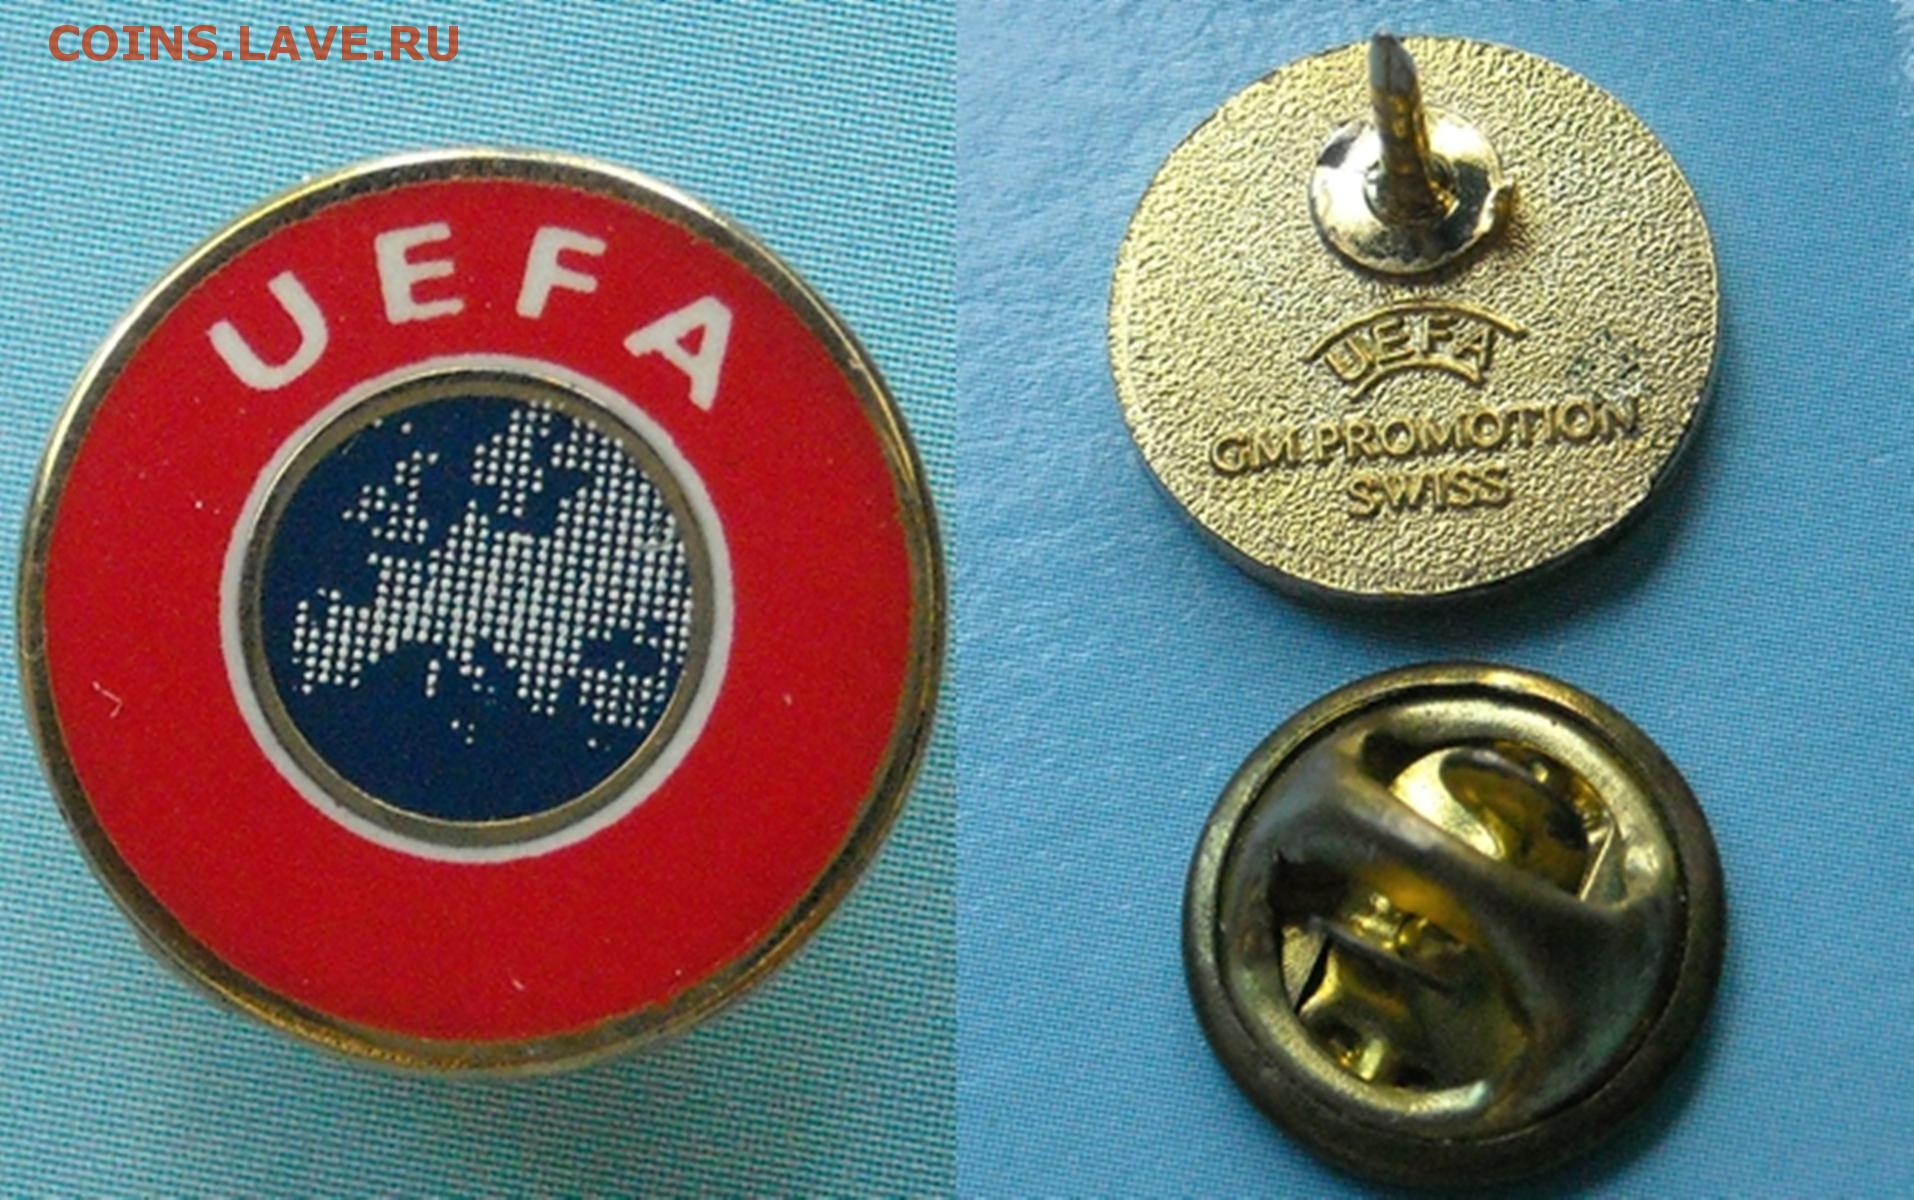 COINS.LAVE.RU
UEFA
UEFA
GM.PROMOTION
SWISS